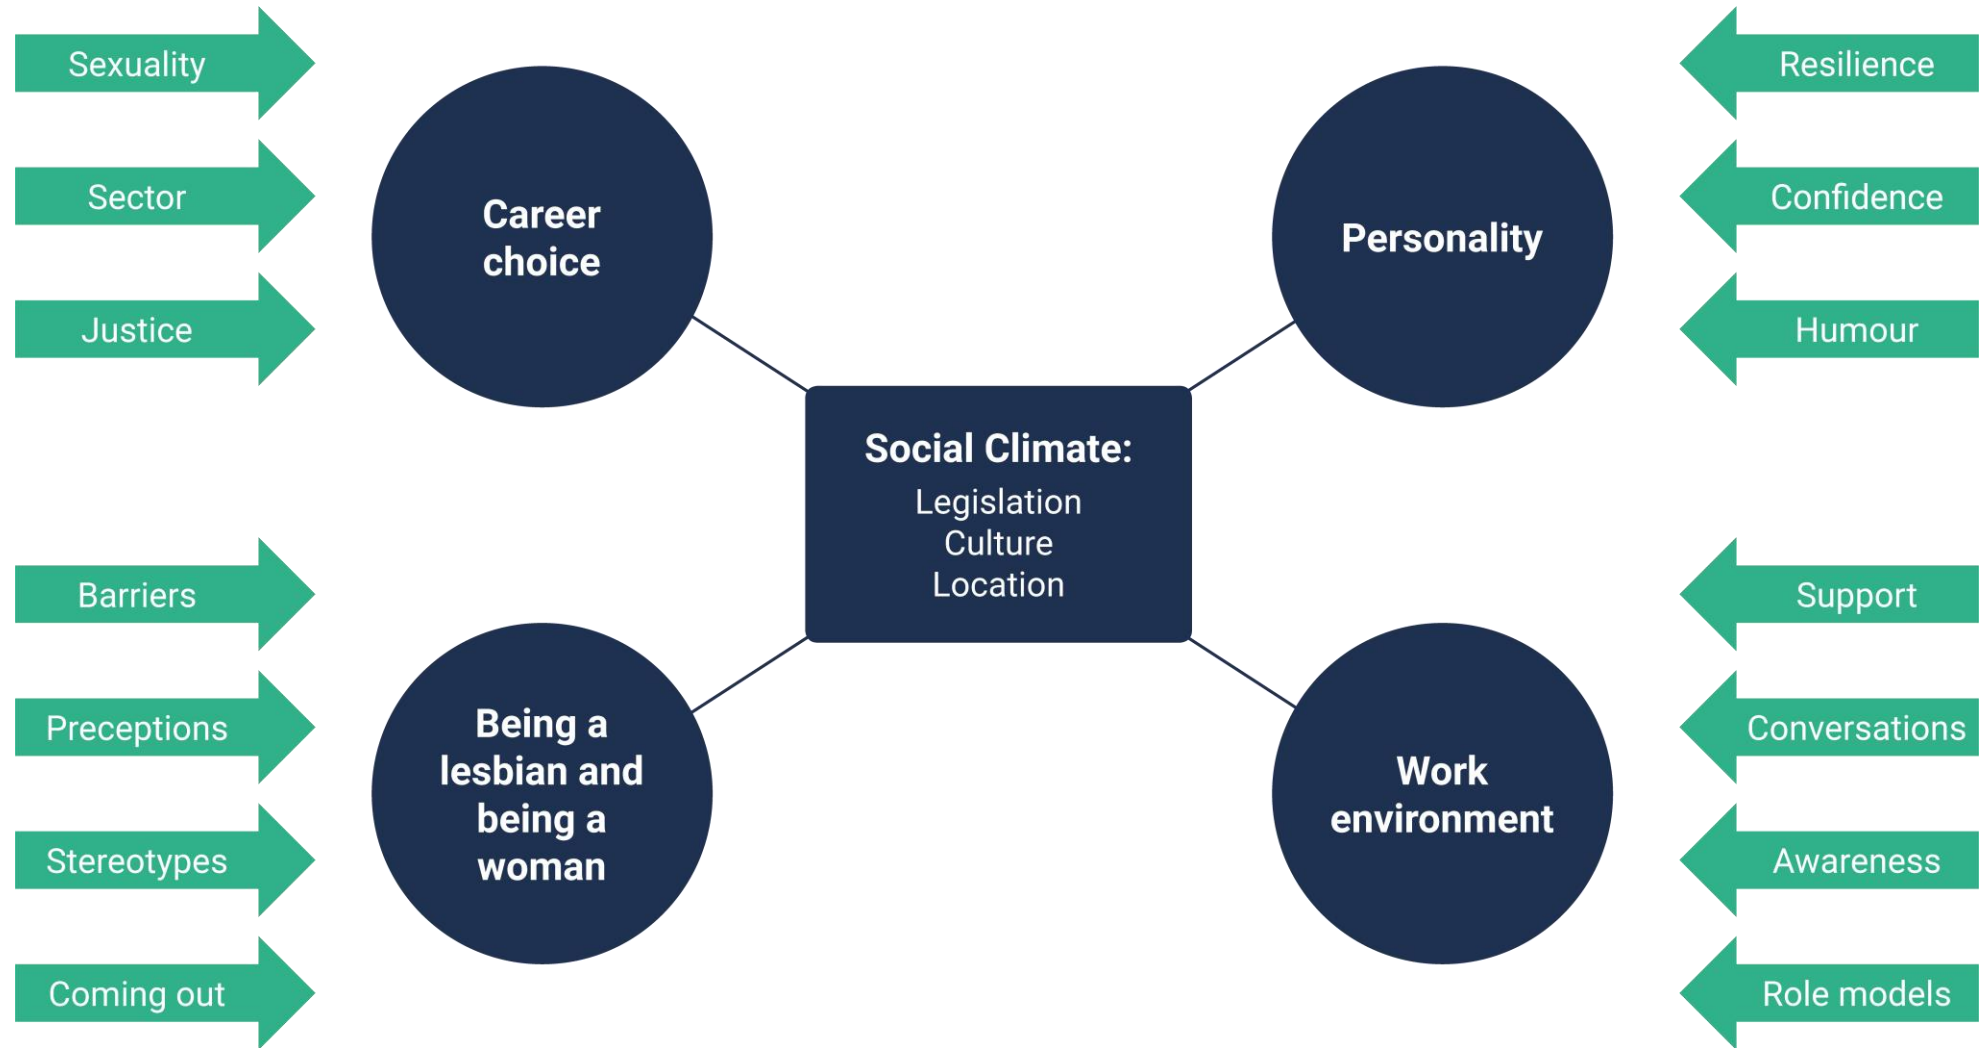 Sexuality
Sector
Justice
Career
choice
Personality
Resilience
Confidence
Humour
Social Climate:
Legislation
Culture
Location
Barriers
Preceptions
Stereotypes
Coming out
Being a
lesbian and
being a
woman
Work
environment
Support
Conversations
Awareness
Role models